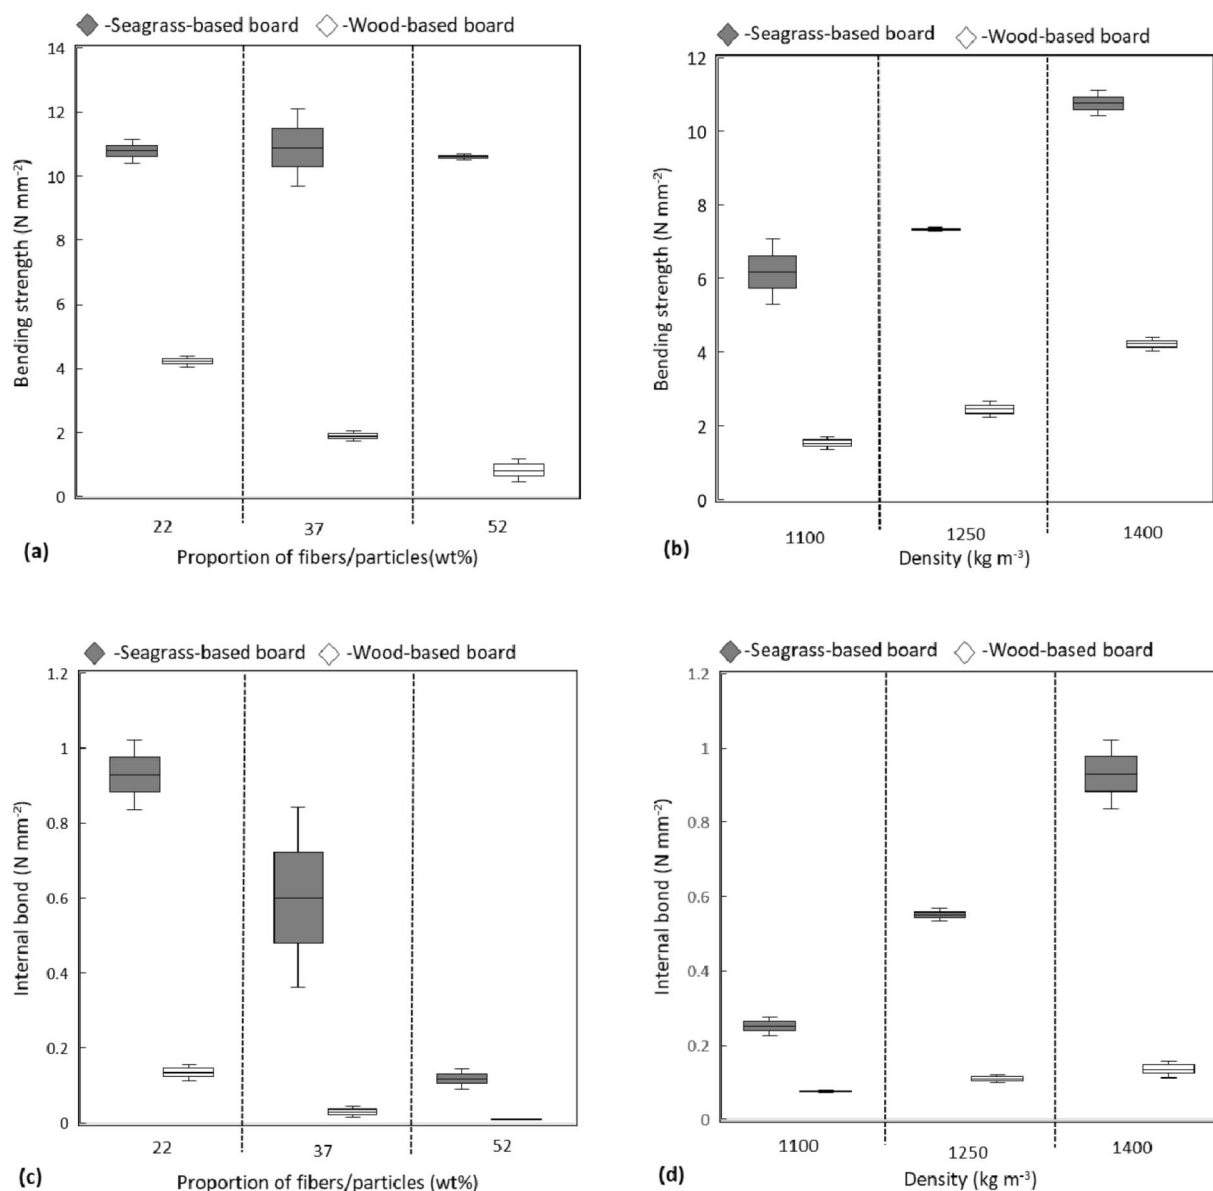 -Seagrass-based board -Wood-based board
14
12
10
8
6
4
2
0
Bending strength (N mm⁻²)
22 37 52
(a) Proportion of fibers/particles(wt%)
-Seagrass-based board -Wood-based board
12
10
8
6
4
2
0
Bending strength (N mm⁻²)
1100 1250 1400
(b) Density (kg m⁻³)
-Seagrass-based board -Wood-based board
1.2
1
0.8
0.6
0.4
0.2
0
Internal bond (N mm⁻²)
22 37 52
(c) Proportion of fibers/particles (wt%)
-Seagrass-based board -Wood-based board
1.2
1
0.8
0.6
0.4
0.2
0
Internal bond (N mm⁻²)
1100 1250 1400
(d) Density (kg m⁻³)